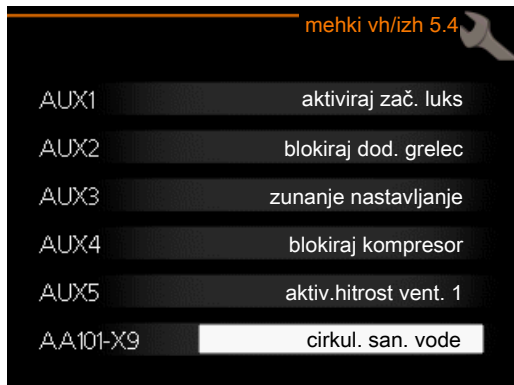 mehki vh/izh 5.4
AUX1 aktiviraj zač. luks
AUX2 blokiraj dod. grelec
AUX3 zunanje nastavljanje
AUX4 blokiraj kompresor
AUX5 aktiv.hitrost vent. 1
AA101-X9 cirkul. san. vode